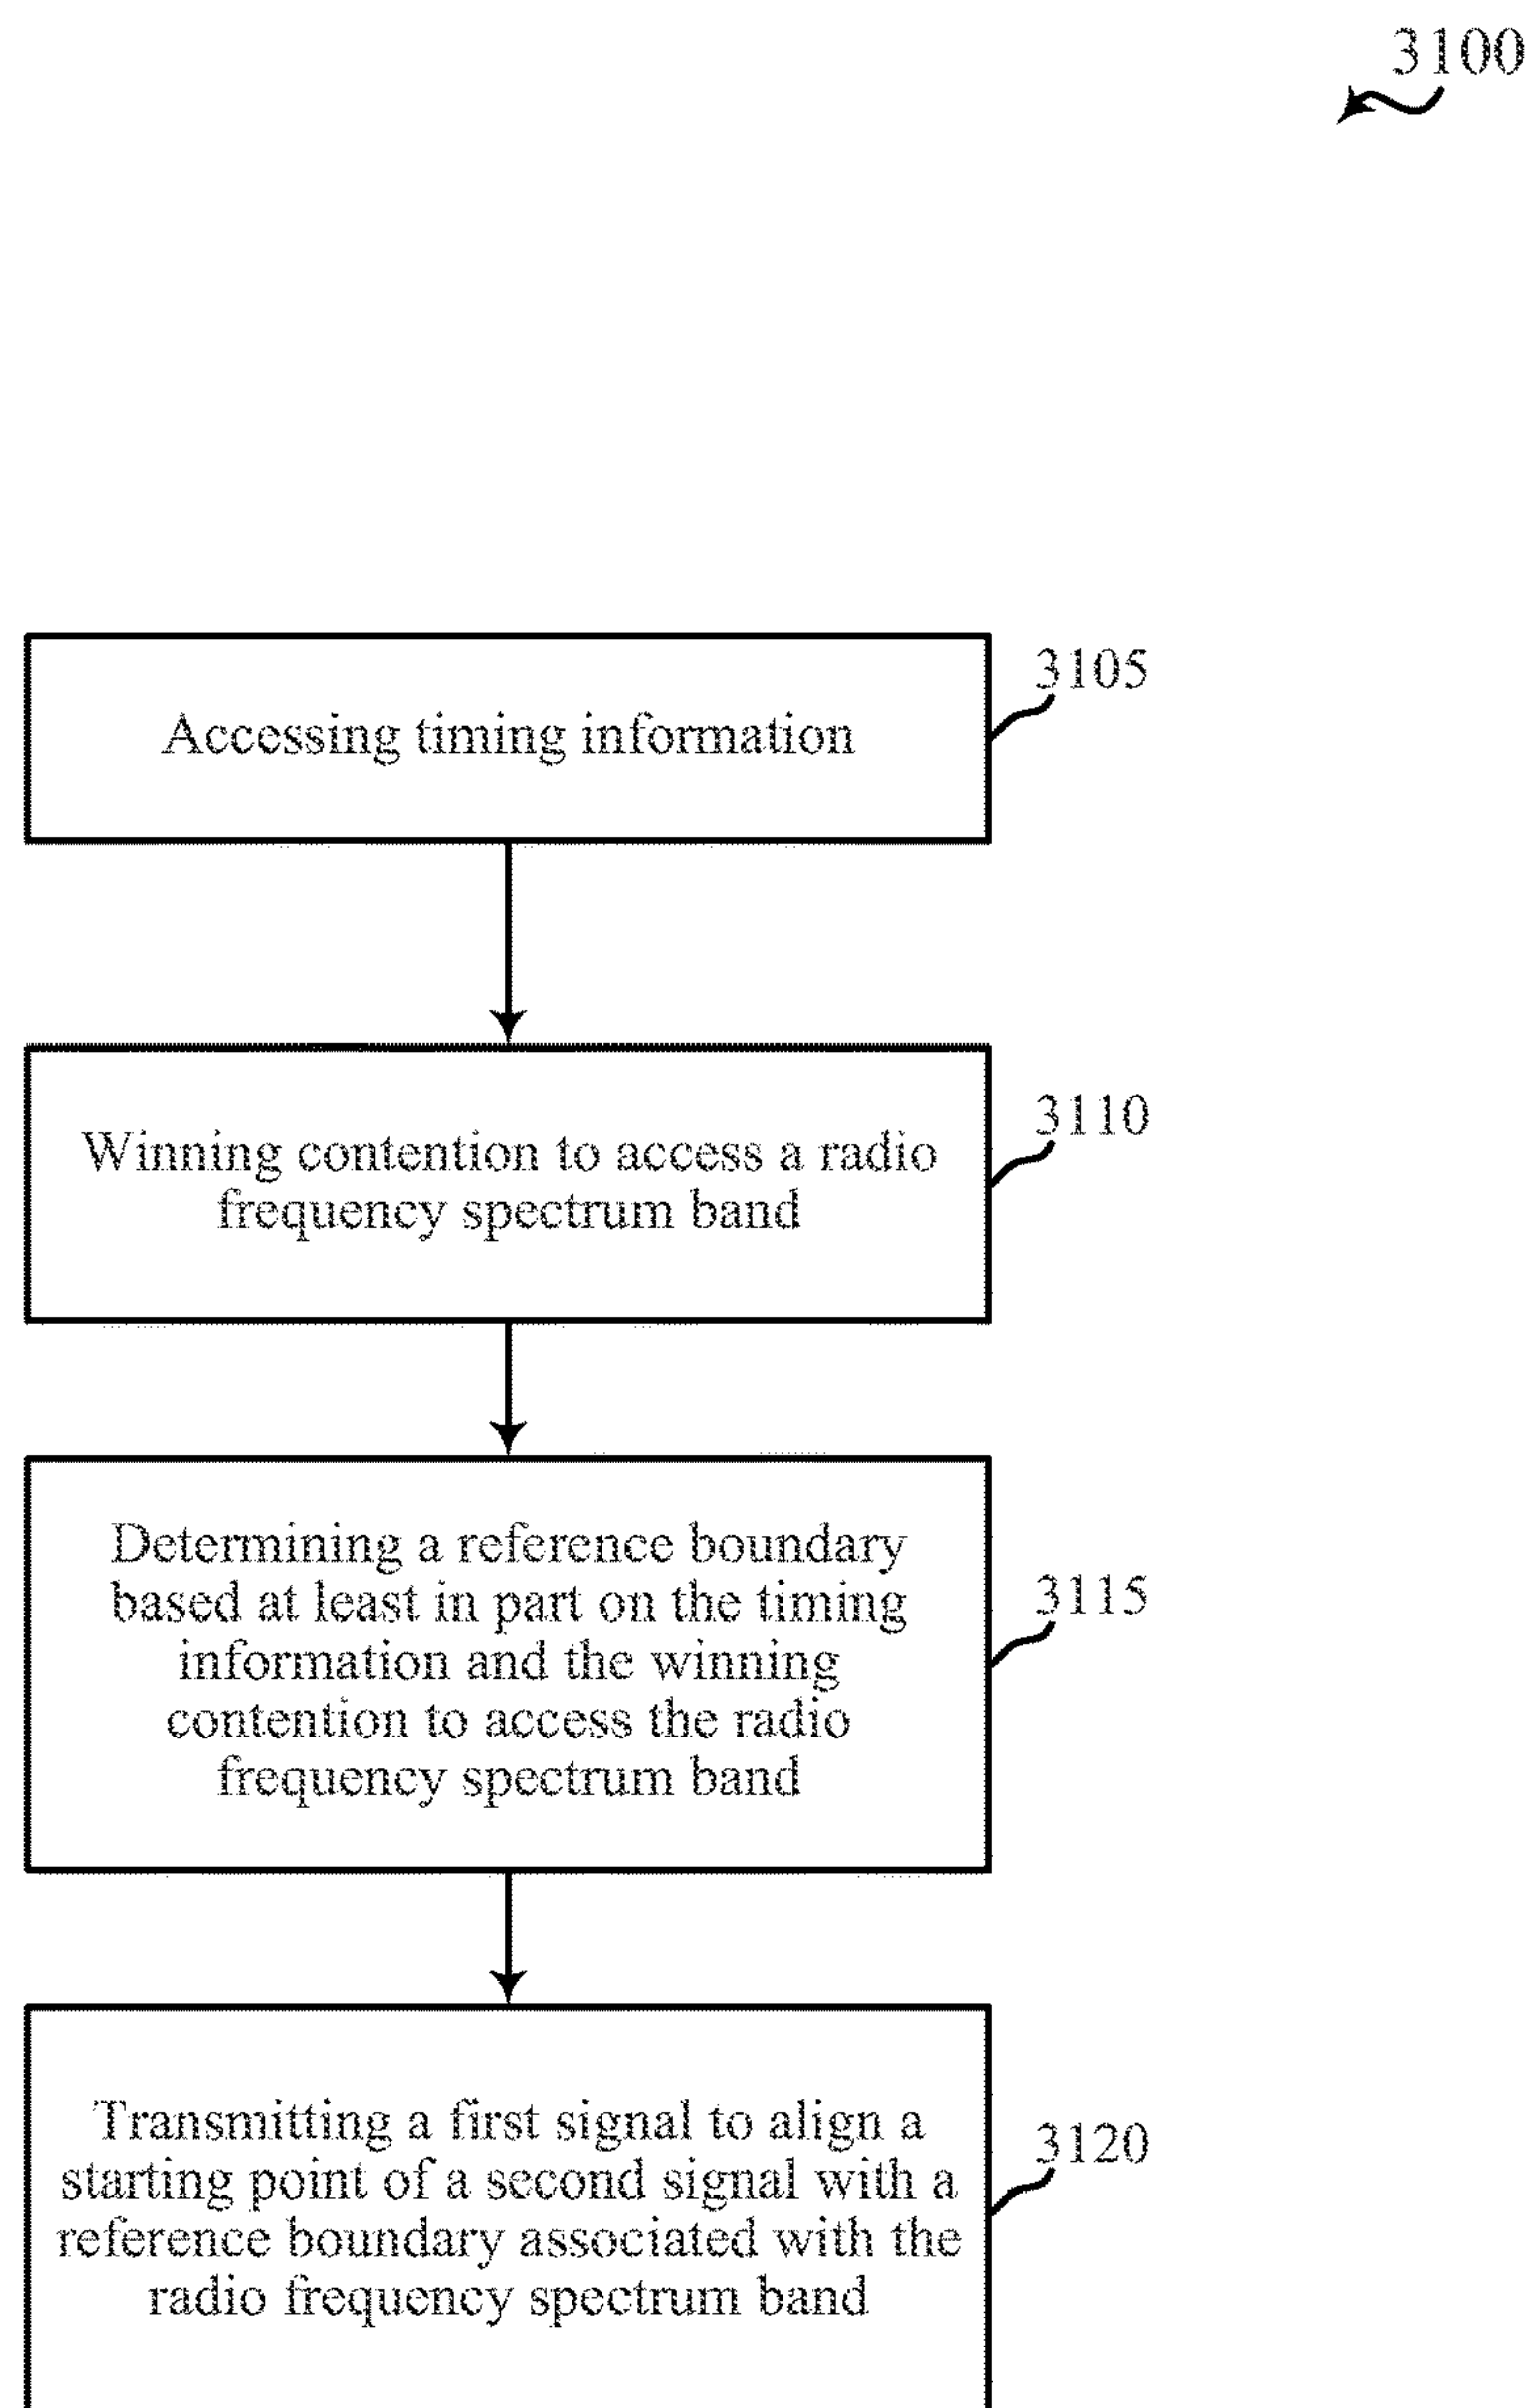 3100
Accessing timing information
3105
Winning contention to access a radio
frequency spectrum band
3110
Determining a reference boundary
based at least in part on the timing
information and the winning
contention to access the radio
frequency spectrum band
3115
Transmitting a first signal to align a
starting point of a second signal with a
reference boundary associated with the
radio frequency spectrum band
3120